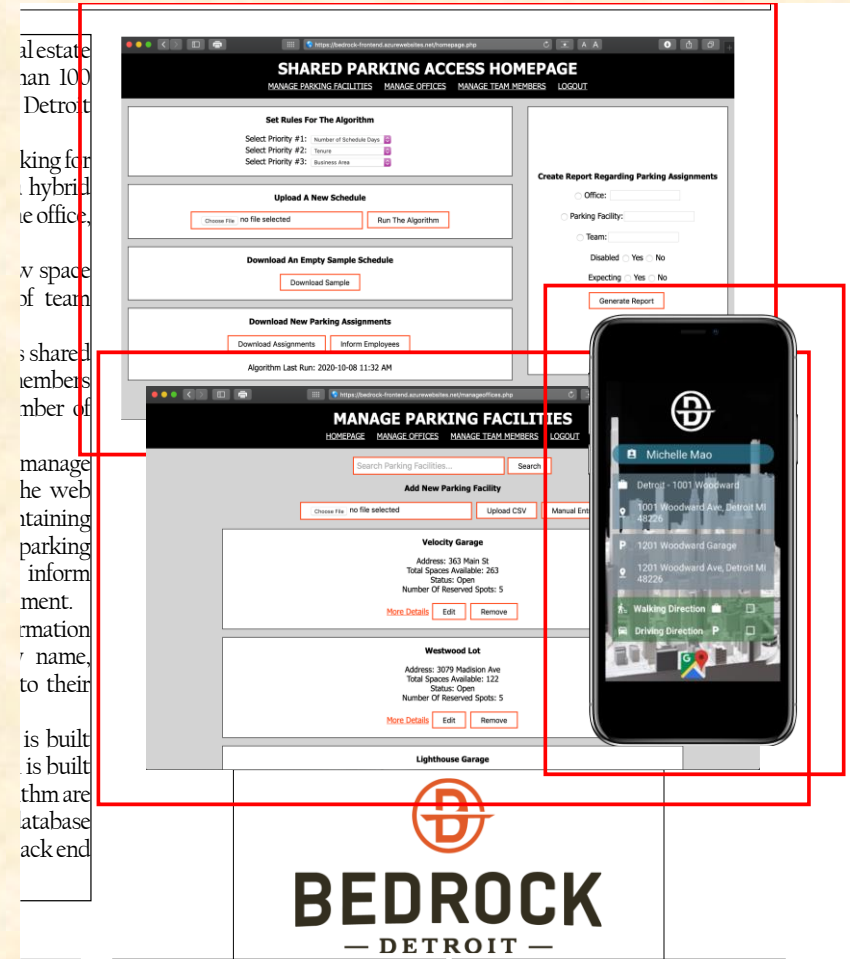 al estate
han 100
Detroit
king for
hybrid
he office,
w space
of team
s shared
members
mber of
manage
he web
ntaining
parking
inform
ment.
rmation
name,
to their
is built
is built
thm are
database
ack end
https://bedrock-frontend.azurewebsites.net/homepage.php
A A
SHARED PARKING ACCESS HOMEPAGE
MANAGE PARKING FACILITIES MANAGE OFFICES MANAGE TEAM MEMBERS LOGOUT
Set Rules For The Algorithm
Select Priority #1: Number of Schedule Days
Select Priority #2: Tenure
Select Priority #3: Business Area
Upload A New Schedule
Choose File no file selected Run The Algorithm
Download An Empty Sample Schedule
Download Sample
Download New Parking Assignments
Download Assignments Inform Employees
Algorithm Last Run: 2020-10-08 11:32 AM
Create Report Regarding Parking Assignments
Office:
Parking Facility:
Team:
Disabled Yes No
Expecting Yes No
Generate Report
https://bedrock-frontend.azurewebsites.net/manageoffices.php
MANAGE PARKING FACILITIES
HOMEPAGE MANAGE OFFICES MANAGE TEAM MEMBERS LOGOUT
Search Parking Facilities... Search
Add New Parking Facility
Choose File no file selected Upload CSV Manual Ent
Velocity Garage
Address: 363 Main St
Total Spaces Available: 263
Status: Open
Number Of Reserved Spots: 5
More Details Edit Remove
Westwood Lot
Address: 3079 Madision Ave
Total Spaces Available: 122
Status: Open
Number Of Reserved Spots: 5
More Details Edit Remove
Lighthouse Garage
B
Michelle Mao
Detroit - 1001 Woodward
1001 Woodward Ave, Detroit MI
48226
P 1201 Woodward Garage
1201 Woodward Ave, Detroit MI
48226
Walking Direction
Driving Direction P
G
B
BEDROCK
— DETROIT —